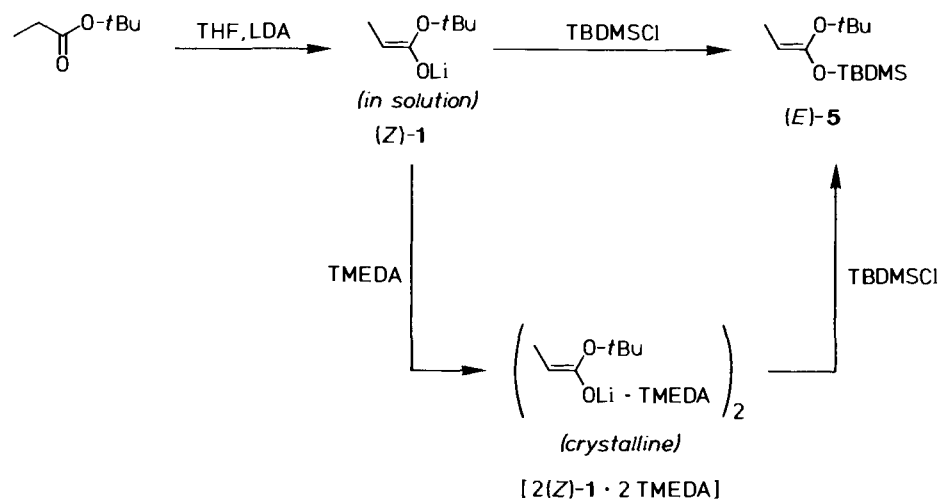 O-tBu
O
THF, LDA
O-tBu
OLi
(in solution)
(Z)-1
TBDMSCl
O-tBu
O-TBDMS
(E)-5
TMEDA
TBDMSCl
O-tBu
OLi · TMEDA
2
(crystalline)
[2(Z)-1 · 2 TMEDA]